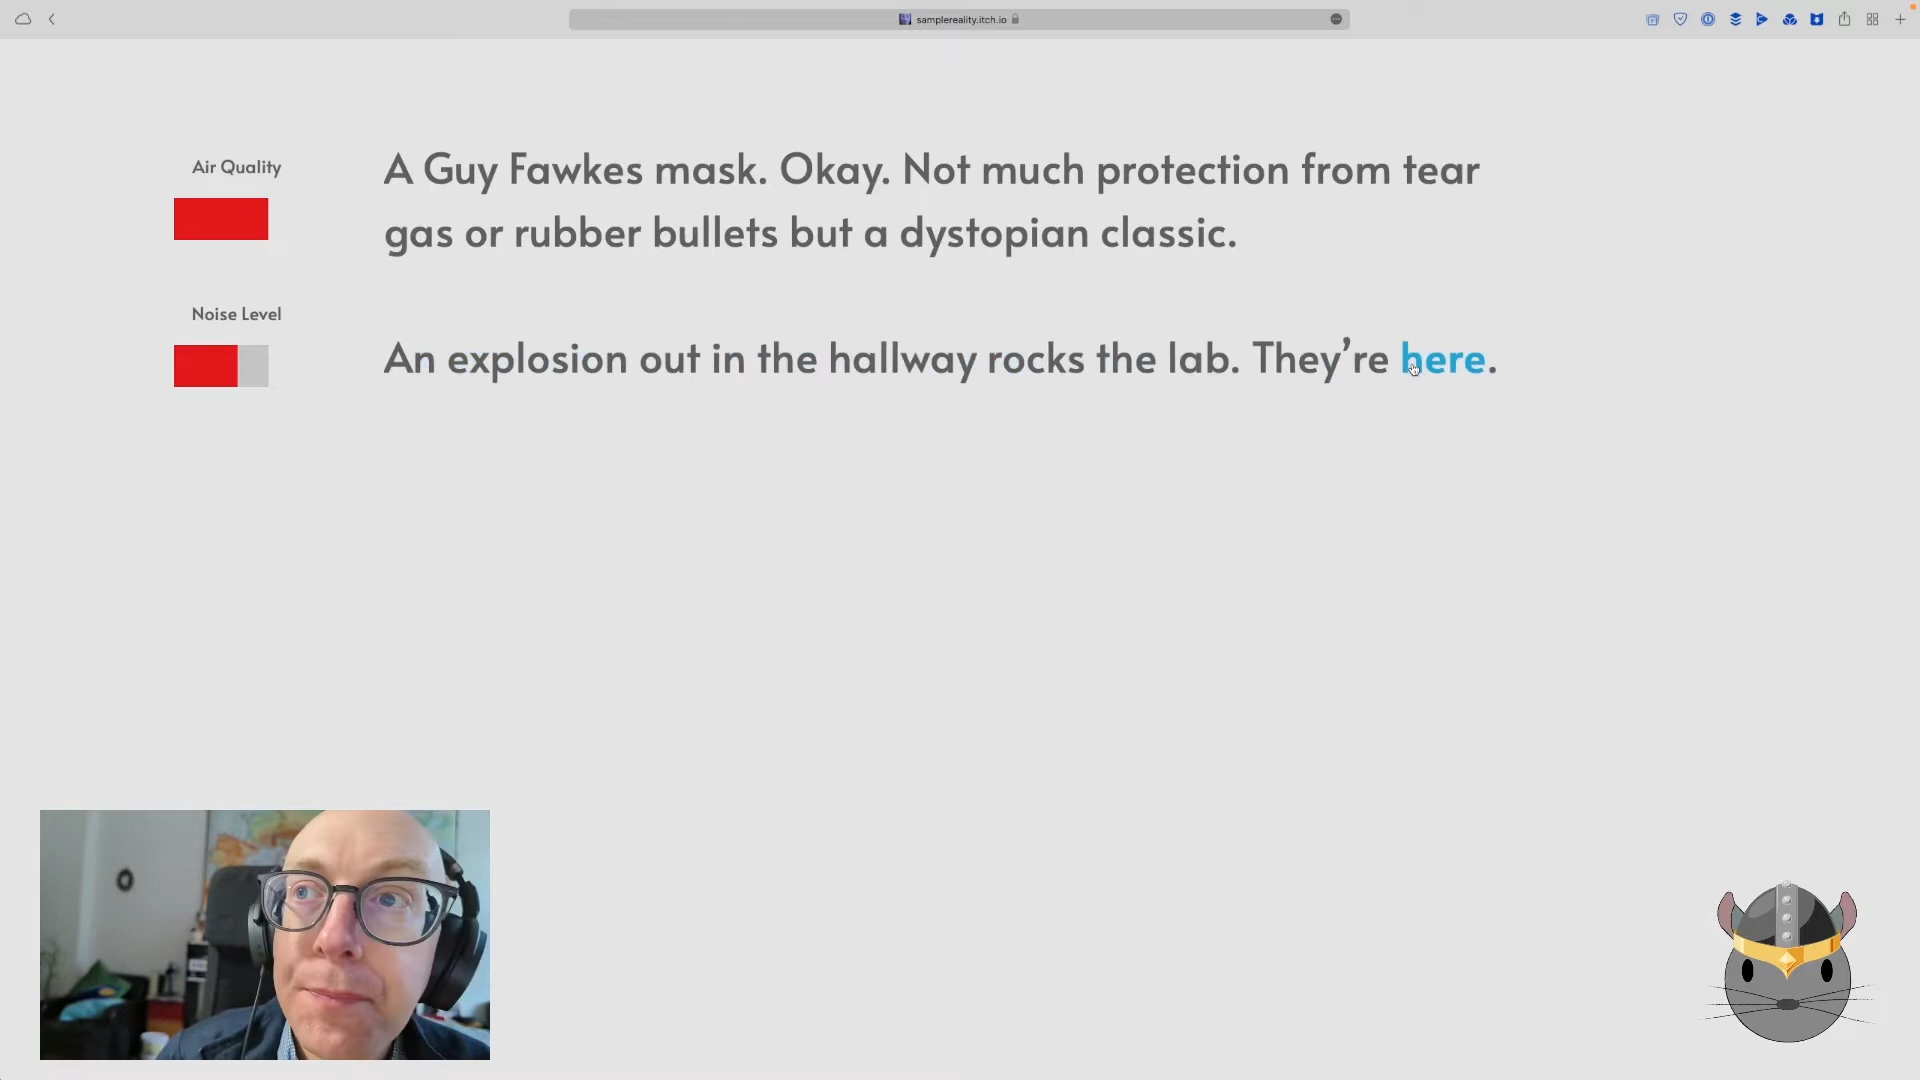 samplereality.itch.io
Air Quality
A Guy Fawkes mask. Okay. Not much protection from tear
gas or rubber bullets but a dystopian classic.
Noise Level
An explosion out in the hallway rocks the lab. They’re here.